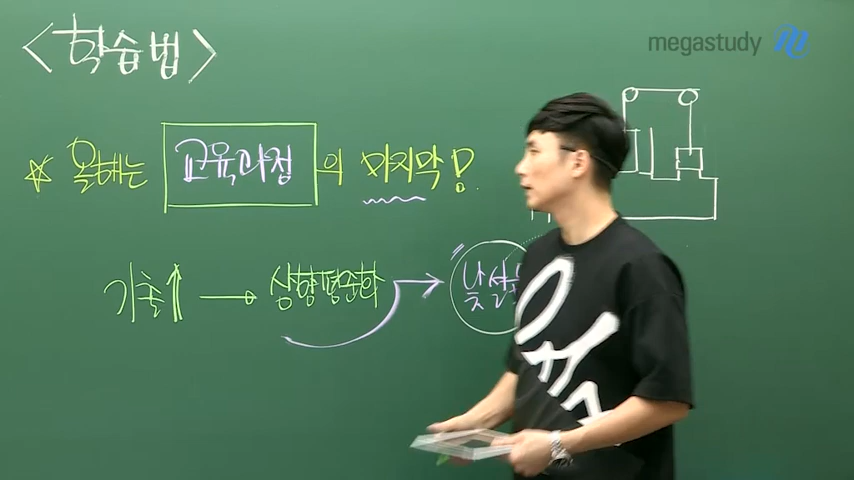 <학습법>
megastudy
☆ 올해는 교육과정의 마지막!
기출↑ → 상향평준화 → 낯섦